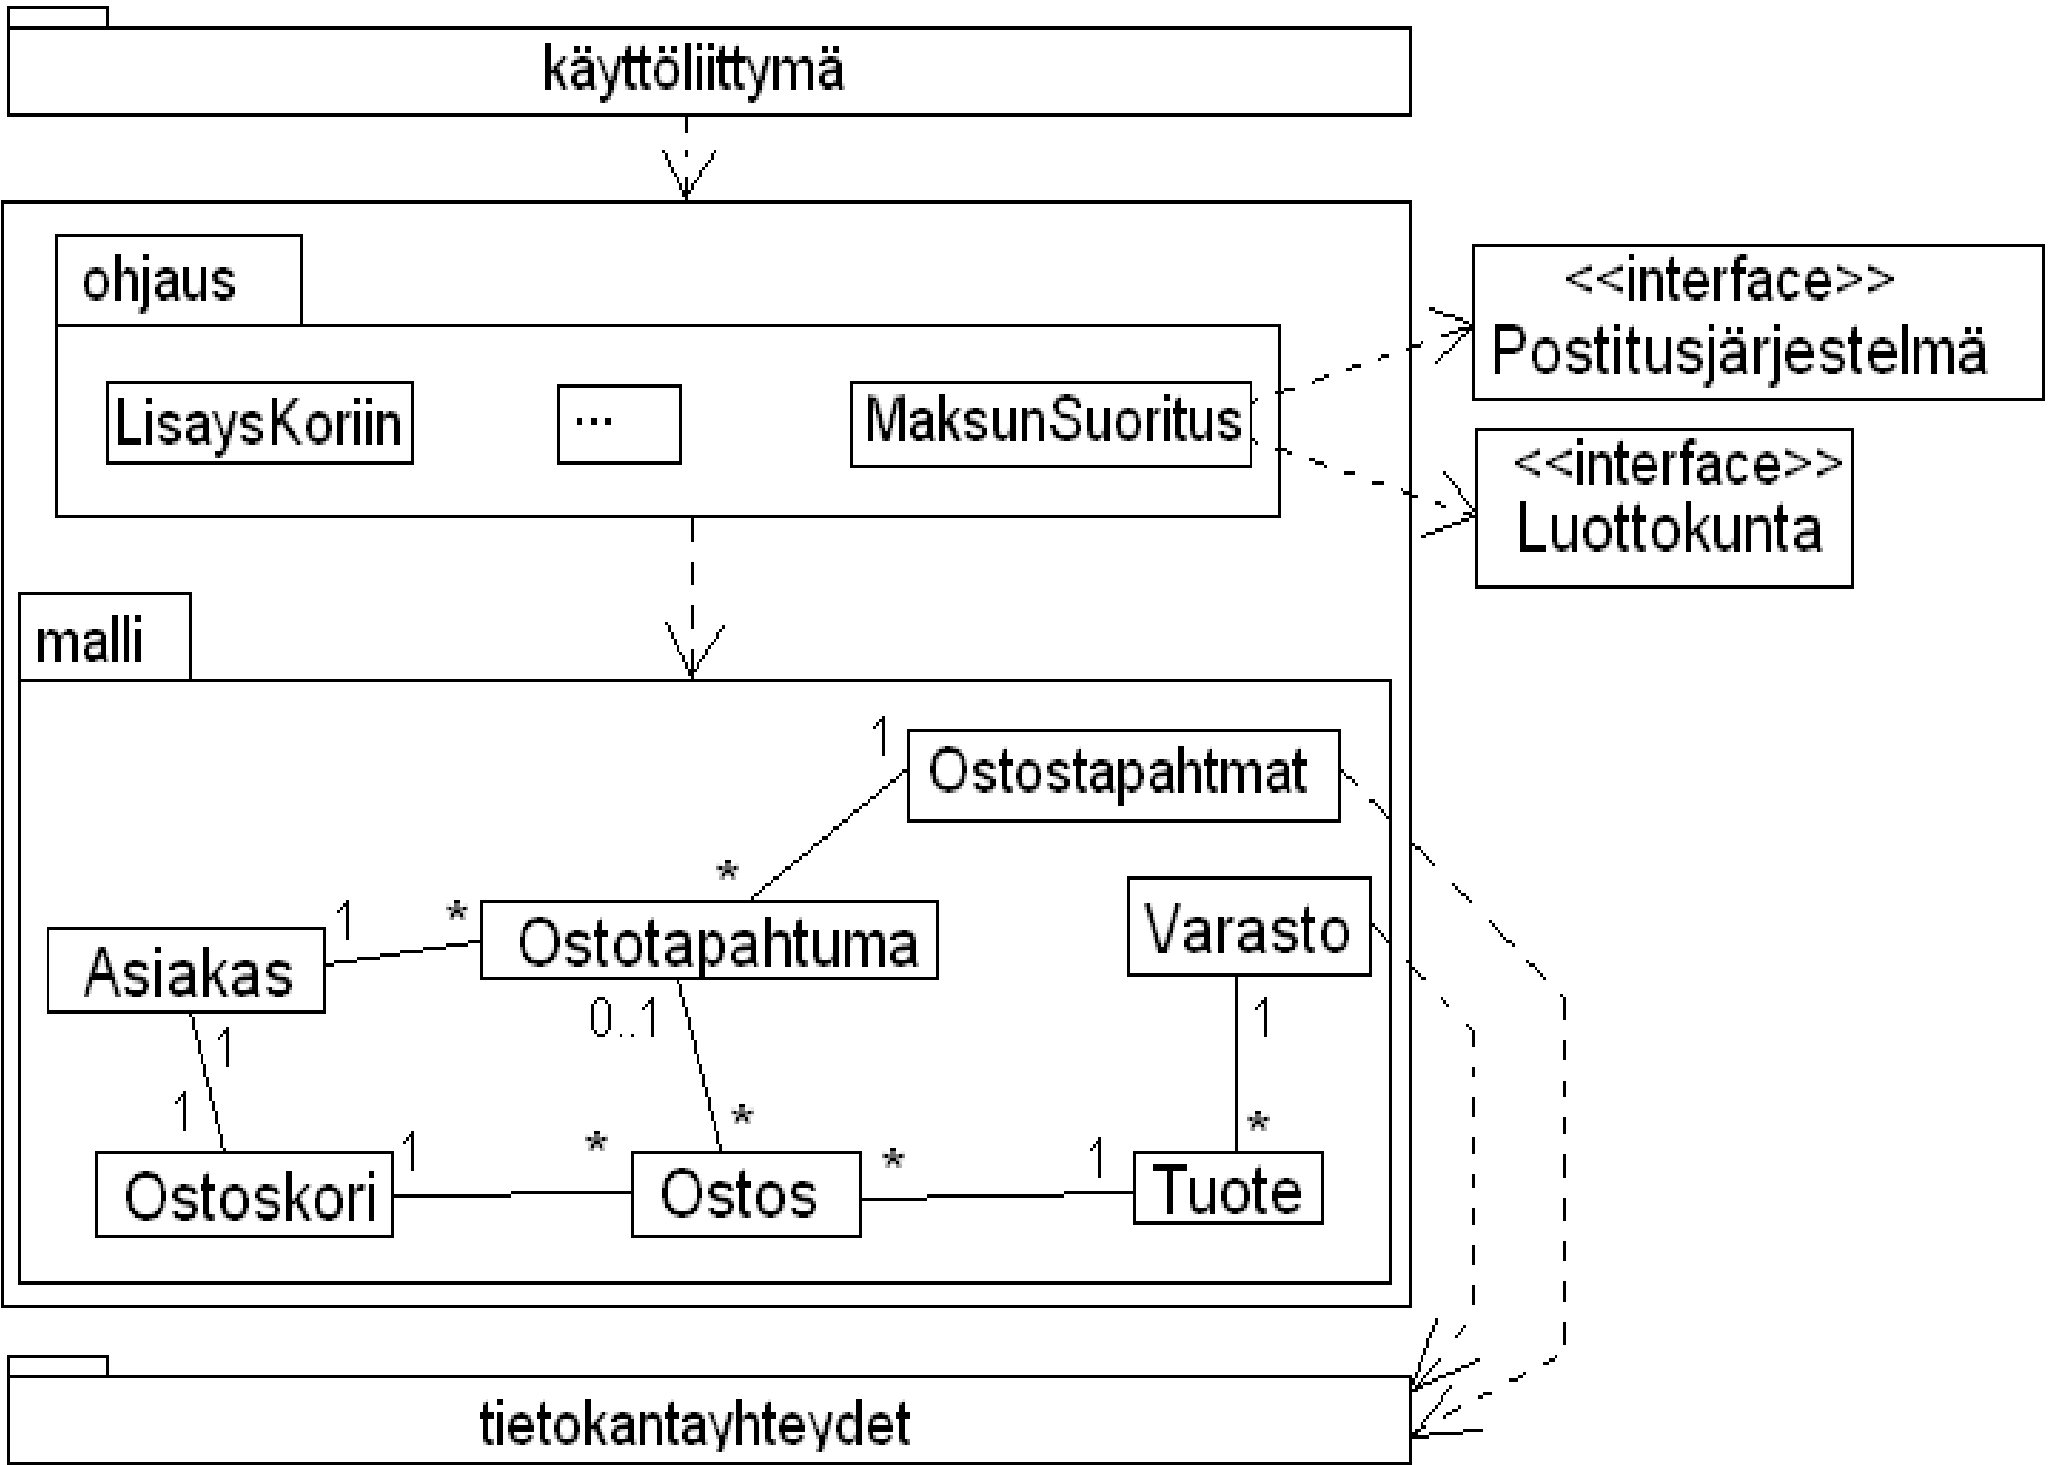 käyttöliittymä
ohjaus
LisaysKoriin
...
MaksunSuoritus
<<interface>>
Postitusjärjestelmä
<<interface>>
Luottokunta
malli
1
Ostostapahtmat
*
1
*
Asiakas
Ostotapahtuma
Varasto
0..1
1
1
1
*
*
1
*
*
1
Ostoskori
Ostos
Tuote
tietokantayhteydet